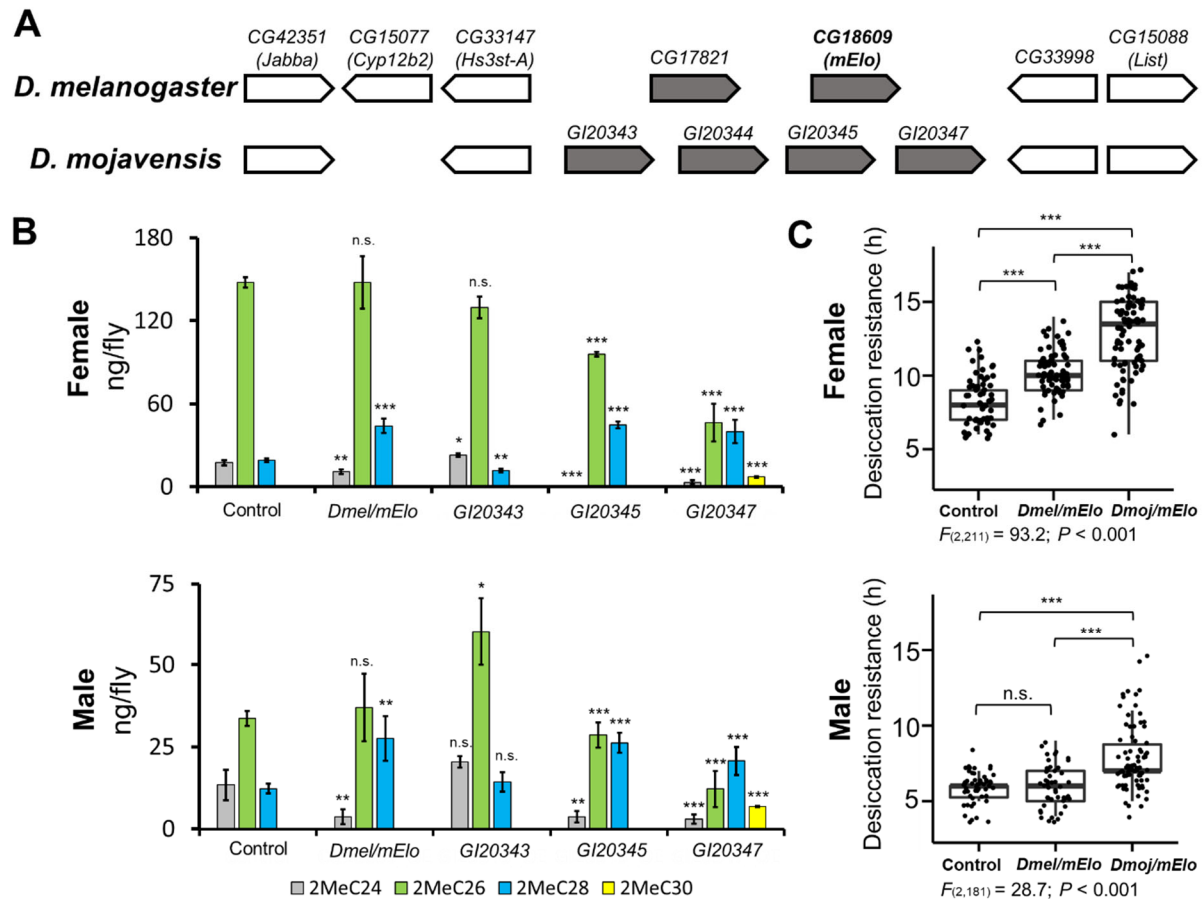 A
CG42351 CG15077 CG33147 CG17821 CG18609 CG33998 CG15088
(Jabba) (Cyp12b2) (Hs3st-A) (mElo) (List)
D. melanogaster
GI20343 GI20344 GI20345 GI20347
D. mojavensis
B
Female
ng/fly
180
120
60
0
n.s.
** ***
* n.s. **
*** *** ***
*** *** *** ***
Control Dmel/mElo GI20343 GI20345 GI20347
Male
ng/fly
75
50
25
0
** n.s. **
n.s. * n.s.
** *** ***
*** *** *** ***
Control Dmel/mElo GI20343 GI20345 GI20347
2MeC24 2MeC26 2MeC28 2MeC30
C
Female
Desiccation resistance (h)
15
10
5
***
***
***
Control Dmel/mElo Dmoj/mElo
F(2,211) = 93.2; P < 0.001
Male
Desiccation resistance (h)
15
10
5
***
***
n.s.
Control Dmel/mElo Dmoj/mElo
F(2,181) = 28.7; P < 0.001